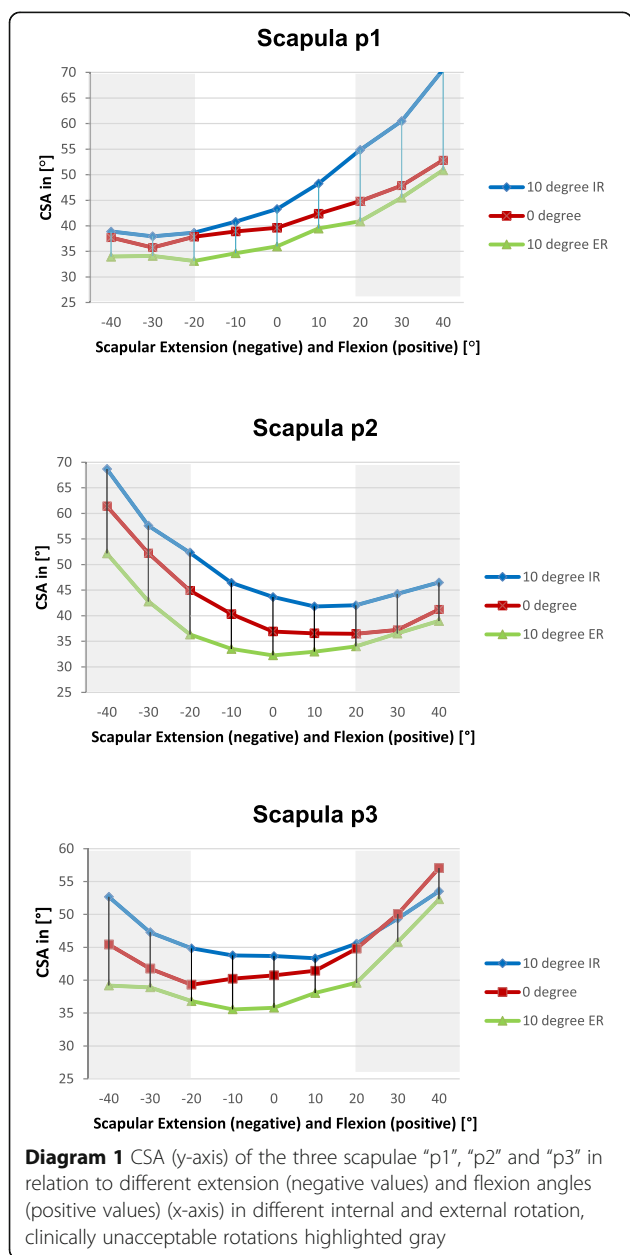 Scapula p1
70
65
60
55
50
45
40
35
30
25
CSA in [°]
-40 -30 -20 -10 0 10 20 30 40
Scapular Extension (negative) and Flexion (positive) [°]
10 degree IR
0 degree
10 degree ER
Scapula p2
70
65
60
55
50
45
40
35
30
25
CSA in [°]
-40 -30 -20 -10 0 10 20 30 40
Scapular Extension (negative) and Flexion (positive) [°]
10 degree IR
0 degree
10 degree ER
Scapula p3
60
55
50
45
40
35
30
25
CSA in [°]
-40 -30 -20 -10 0 10 20 30 40
Scapular Extension (negative) and Flexion (positive) [°]
10 degree IR
0 degree
10 degree ER
Diagram 1 CSA (y-axis) of the three scapulae “p1”, “p2” and “p3” in
relation to different extension (negative values) and flexion angles
(positive values) (x-axis) in different internal and external rotation,
clinically unacceptable rotations highlighted gray